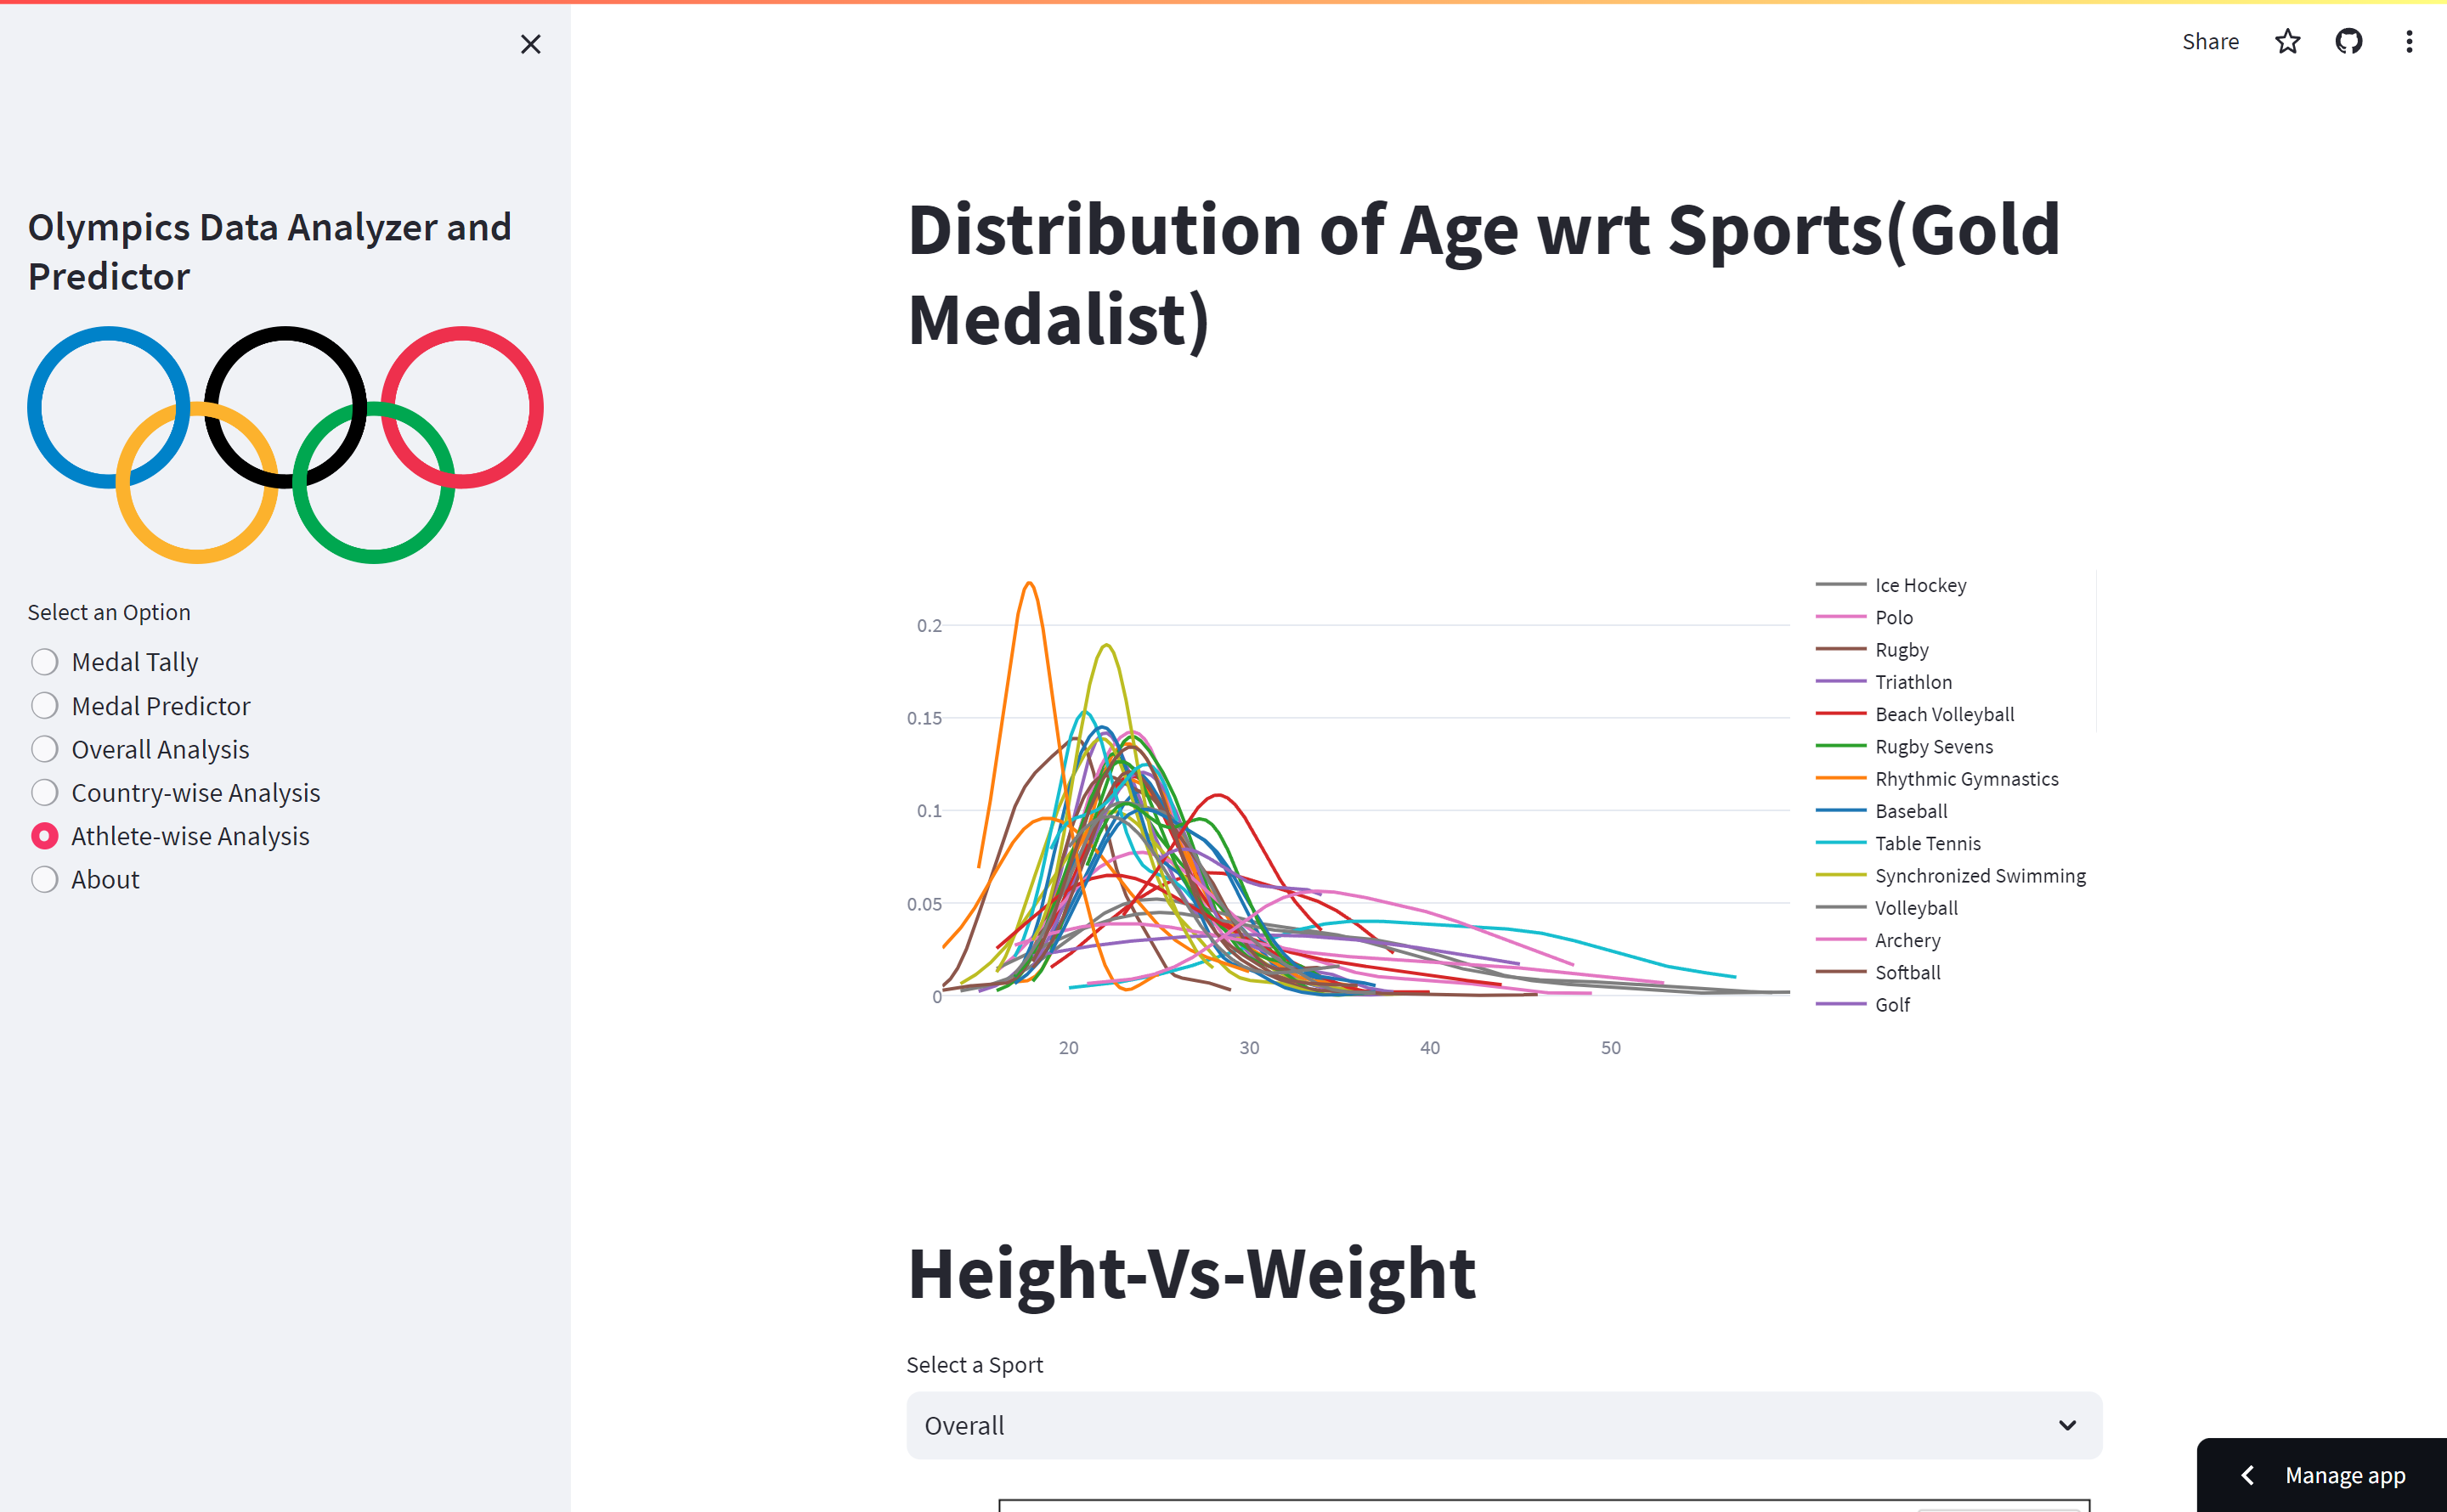 Share
Olympics Data Analyzer and
Predictor
Select an Option
Medal Tally
Medal Predictor
Overall Analysis
Country-wise Analysis
Athlete-wise Analysis
About
Distribution of Age wrt Sports(Gold
Medalist)
0.2
0.15
0.1
0.05
0
20 30 40 50
Ice Hockey
Polo
Rugby
Triathlon
Beach Volleyball
Rugby Sevens
Rhythmic Gymnastics
Baseball
Table Tennis
Synchronized Swimming
Volleyball
Archery
Softball
Golf
Height-Vs-Weight
Select a Sport
Overall
Manage app